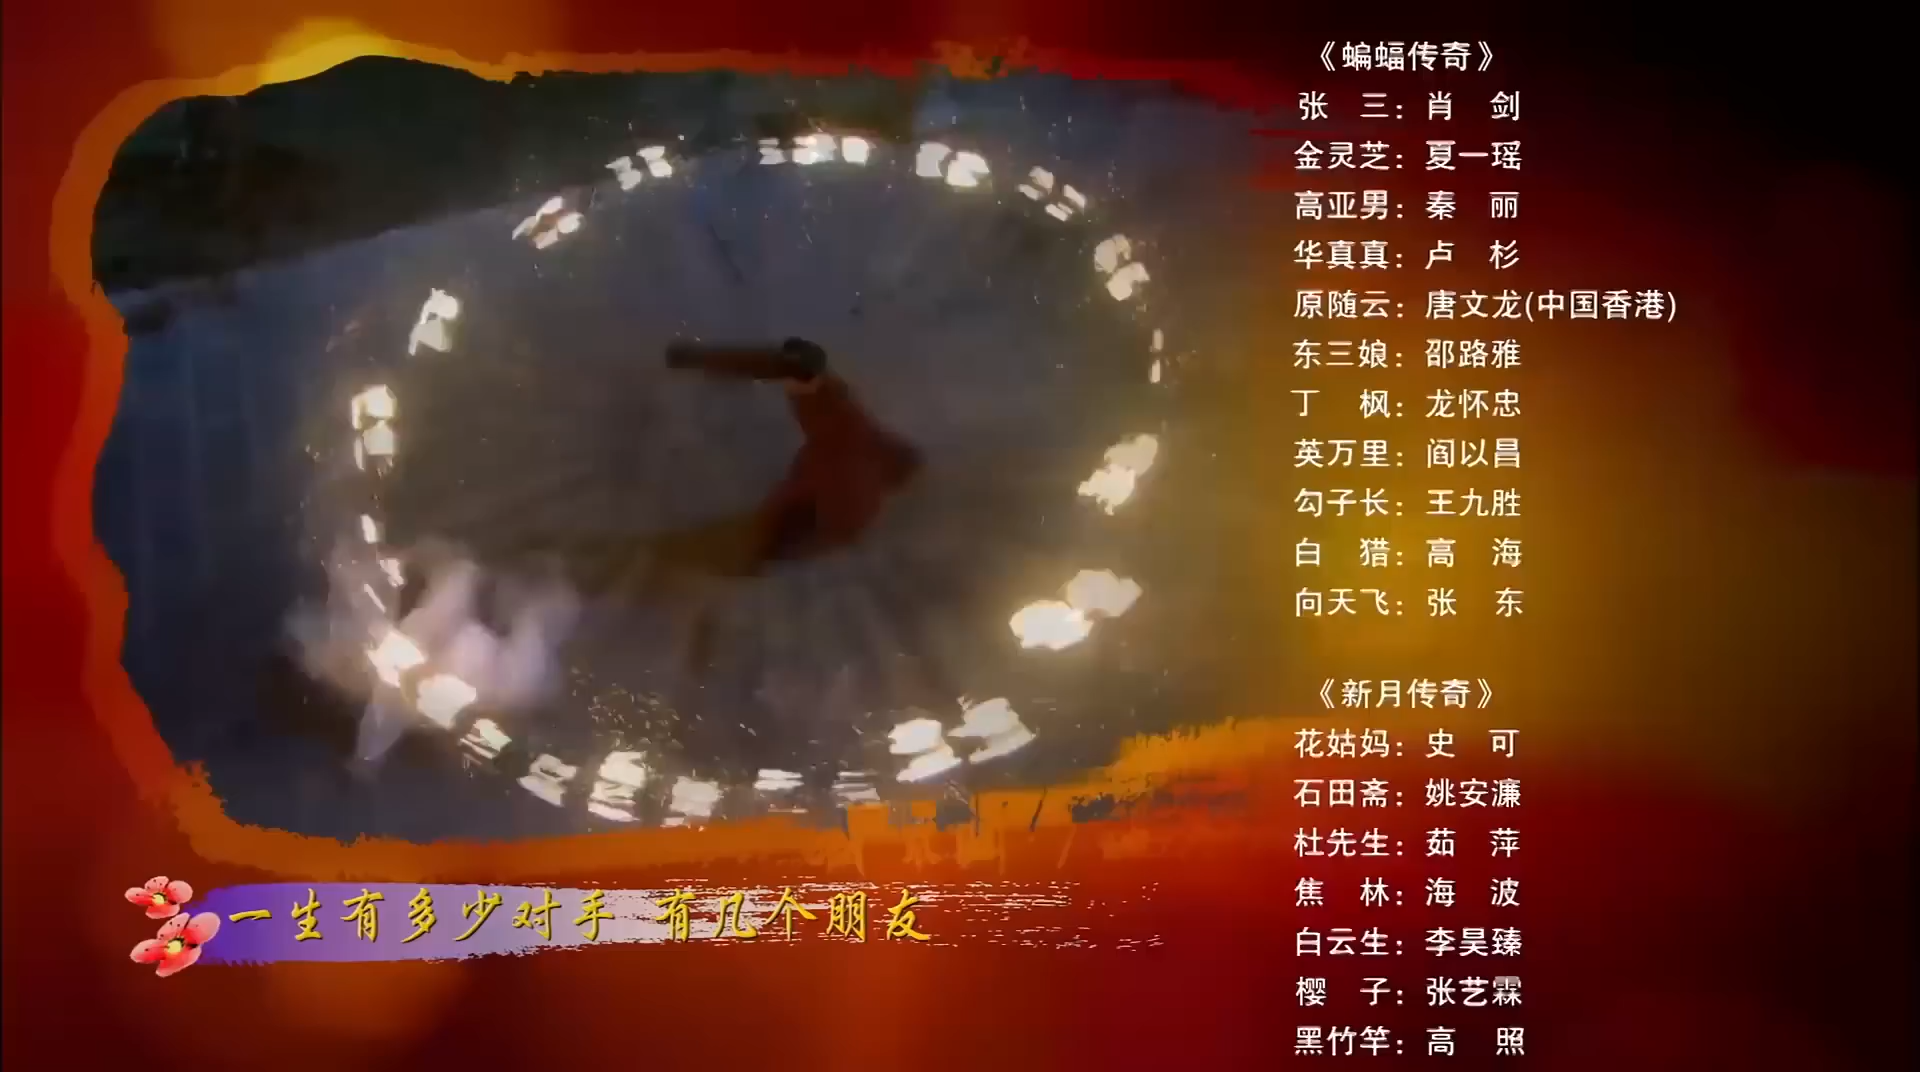 《蝙蝠传奇》
张　三：肖　剑
金灵芝：夏一瑶
高亚男：秦　丽
华真真：卢　杉
原随云：唐文龙(中国香港)
东三娘：邵路雅
丁　枫：龙怀忠
英万里：阎以昌
勾子长：王九胜
白　猎：高　海
向天飞：张　东
《新月传奇》
花姑妈：史　可
石田斋：姚安濂
杜先生：茹　萍
焦　林：海　波
白云生：李昊臻
樱　子：张艺霖
黑竹竿：高　照
一生有多少对手 有几个朋友